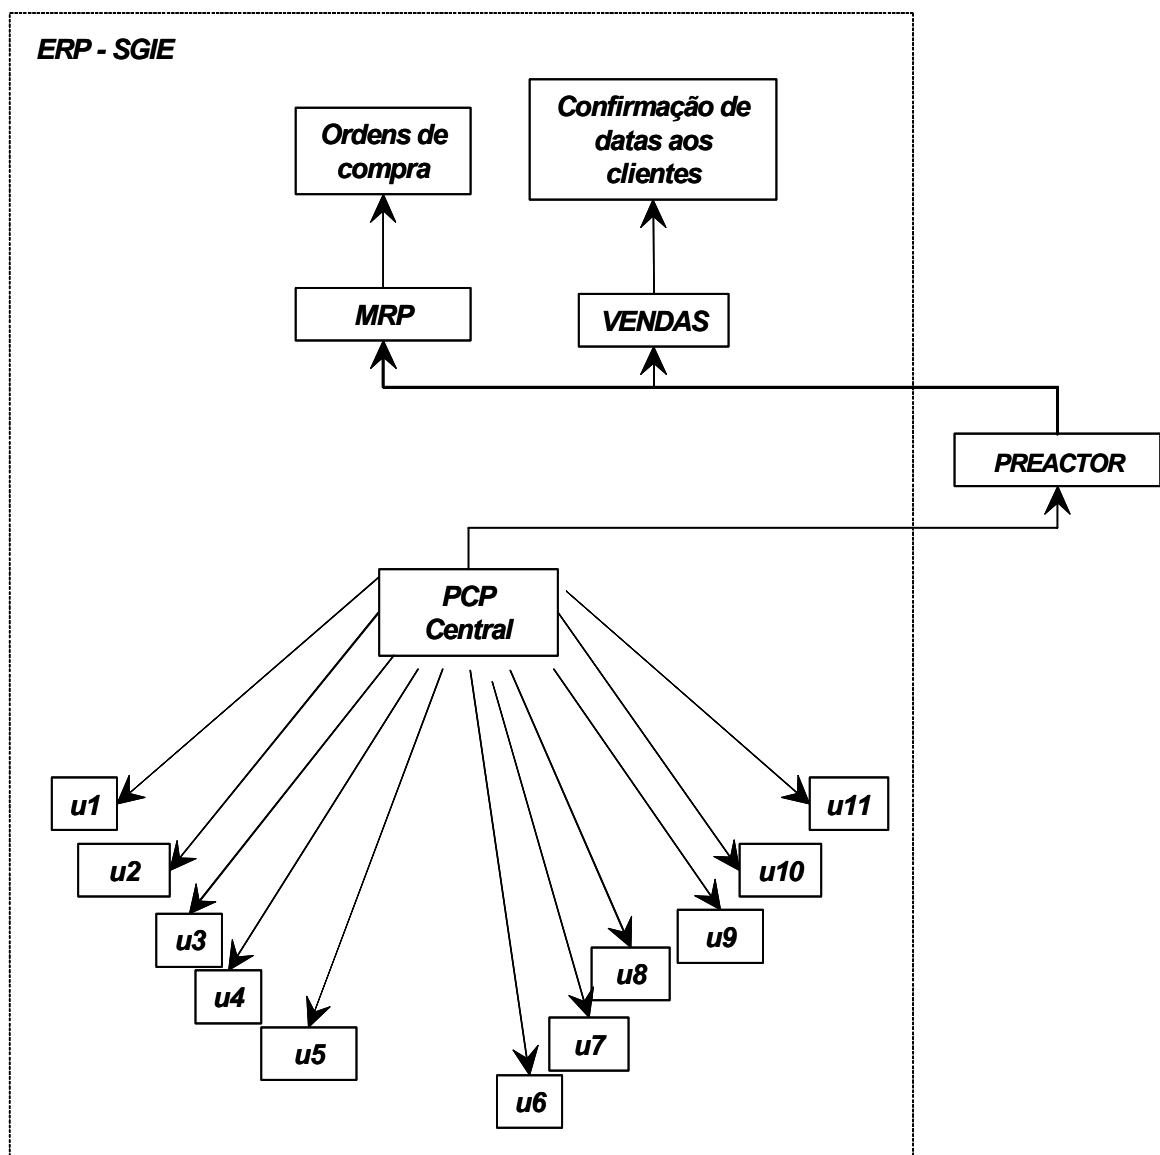 ERP - SGIE
Ordens de
compra
Confirmação de
datas aos
clientes
MRP
VENDAS
PREACTOR
PCP
Central
u1
u2
u3
u4
u5
u6
u7
u8
u9
u10
u11